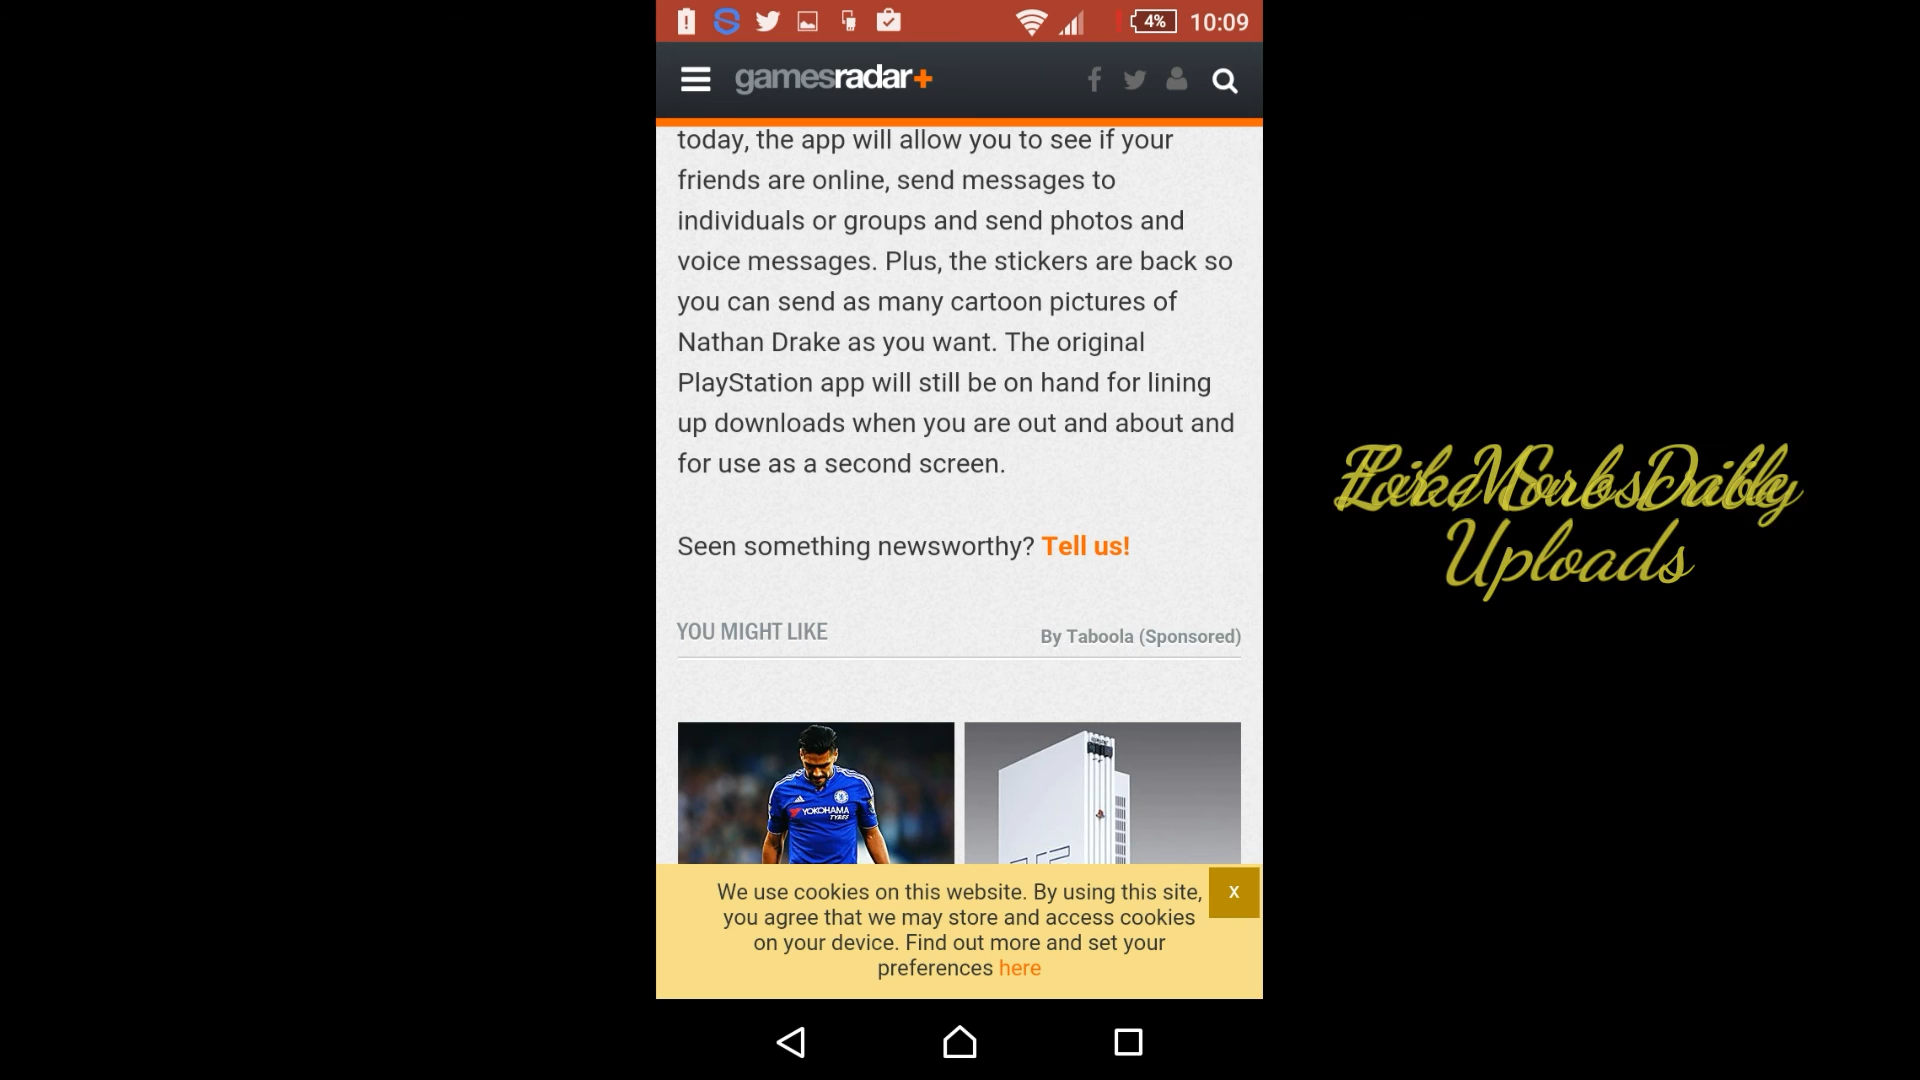 4% 10:09
gamesradar+
today, the app will allow you to see if your
friends are online, send messages to
individuals or groups and send photos and
voice messages. Plus, the stickers are back so
you can send as many cartoon pictures of
Nathan Drake as you want. The original
PlayStation app will still be on hand for lining
up downloads when you are out and about and
for use as a second screen.
Seen something newsworthy? Tell us!
YOU MIGHT LIKE
By Taboola (Sponsored)
YOKOHAMA
TYRES
We use cookies on this website. By using this site,
you agree that we may store and access cookies
on your device. Find out more and set your
preferences here
x
Uploads